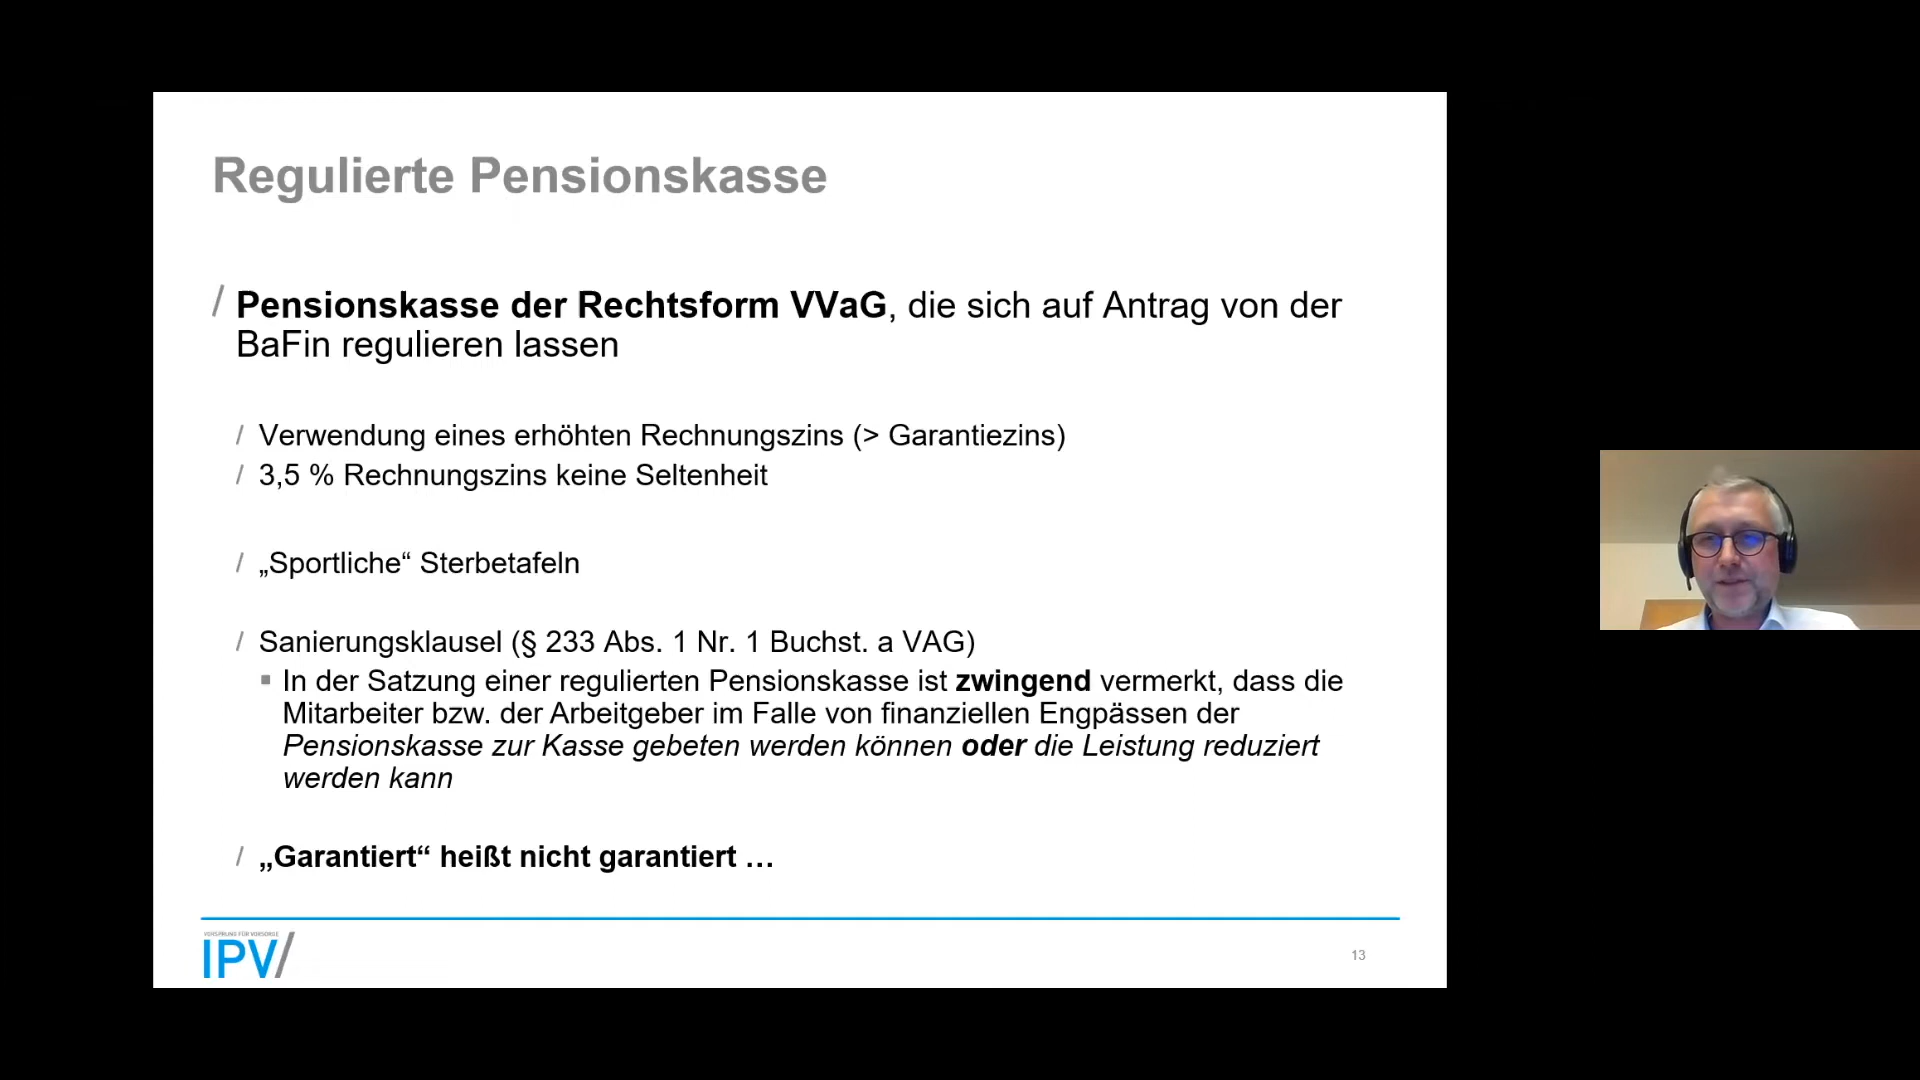 Regulierte Pensionskasse
/ Pensionskasse der Rechtsform VVaG, die sich auf Antrag von der
BaFin regulieren lassen
/ Verwendung eines erhöhten Rechnungszins (> Garantiezins)
/ 3,5 % Rechnungszins keine Seltenheit
/ „Sportliche“ Sterbetafeln
/ Sanierungsklausel (§ 233 Abs. 1 Nr. 1 Buchst. a VAG)
▪ In der Satzung einer regulierten Pensionskasse ist zwingend vermerkt, dass die
Mitarbeiter bzw. der Arbeitgeber im Falle von finanziellen Engpässen der
Pensionskasse zur Kasse gebeten werden können oder die Leistung reduziert
werden kann
/ „Garantiert“ heißt nicht garantiert …
VORSPRUNG FÜR VORSORGE
IPV/
13